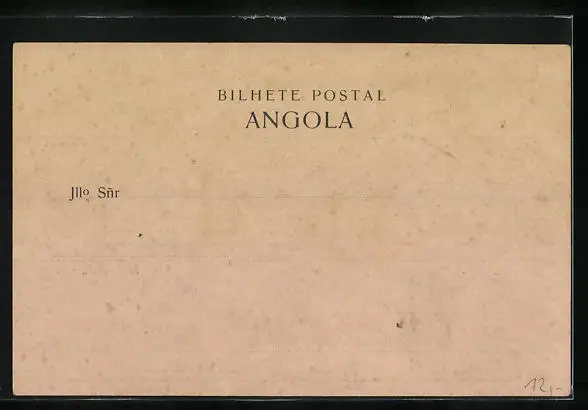 BILHETE POSTAL
ANGOLA
Jllº Sñr
12,-